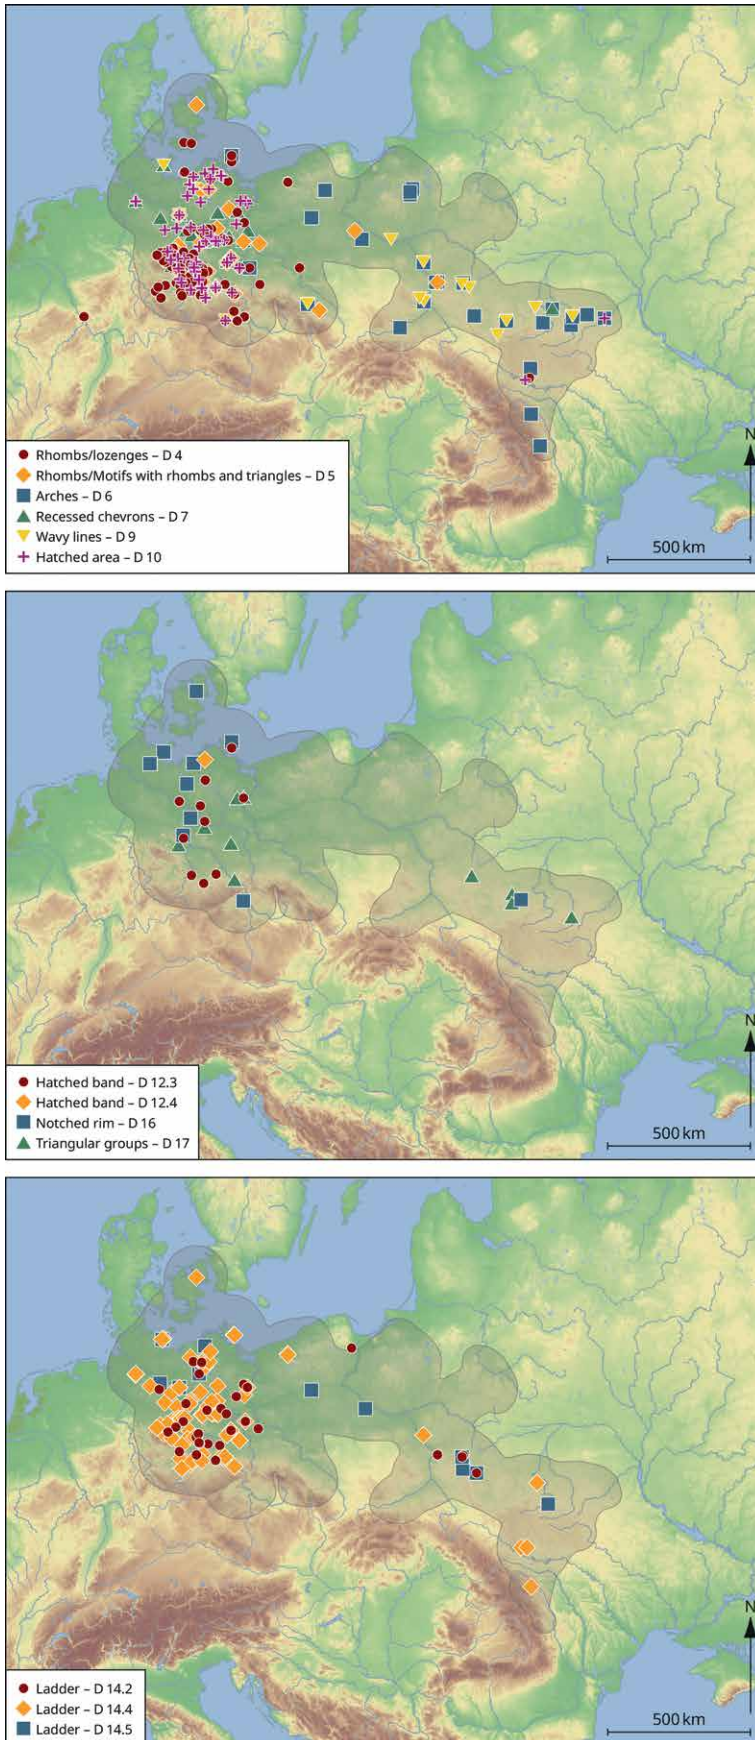 N
Rhombs/lozenges – D 4
Rhombs/Motifs with rhombs and triangles – D 5
Arches – D 6
Recessed chevrons – D 7
Wavy lines – D 9
Hatched area – D 10
500 km
N
Hatched band – D 12.3
Hatched band – D 12.4
Notched rim – D 16
Triangular groups – D 17
500 km
N
Ladder – D 14.2
Ladder – D 14.4
Ladder – D 14.5
500 km